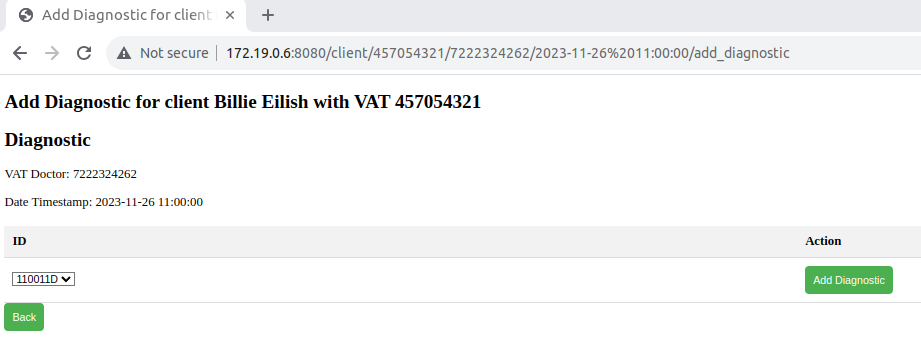 Add Diagnostic for client
Not secure 172.19.0.6:8080/client/457054321/7222324262/2023-11-26%2011:00:00/add_diagnostic
Add Diagnostic for client Billie Eilish with VAT 457054321
Diagnostic
VAT Doctor: 7222324262
Date Timestamp: 2023-11-26 11:00:00
ID Action
110011D Add Diagnostic
Back